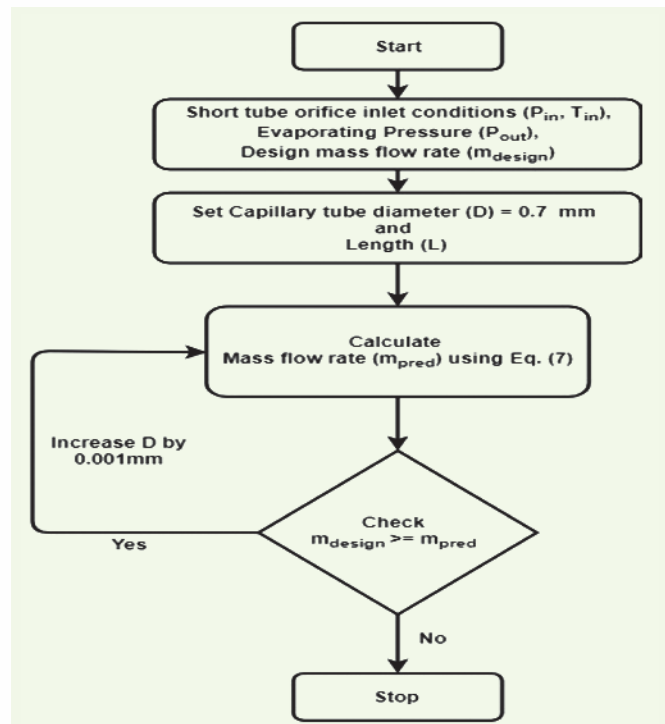 Start
Short tube orifice inlet conditions (Pin, Tin),
Evaporating Pressure (Pout),
Design mass flow rate (mdesign)
Set Capillary tube diameter (D) = 0.7 mm
and
Length (L)
Calculate
Mass flow rate (mpred) using Eq. (7)
Increase D by
0.001mm
Check
mdesign >= mpred
Yes
No
Stop